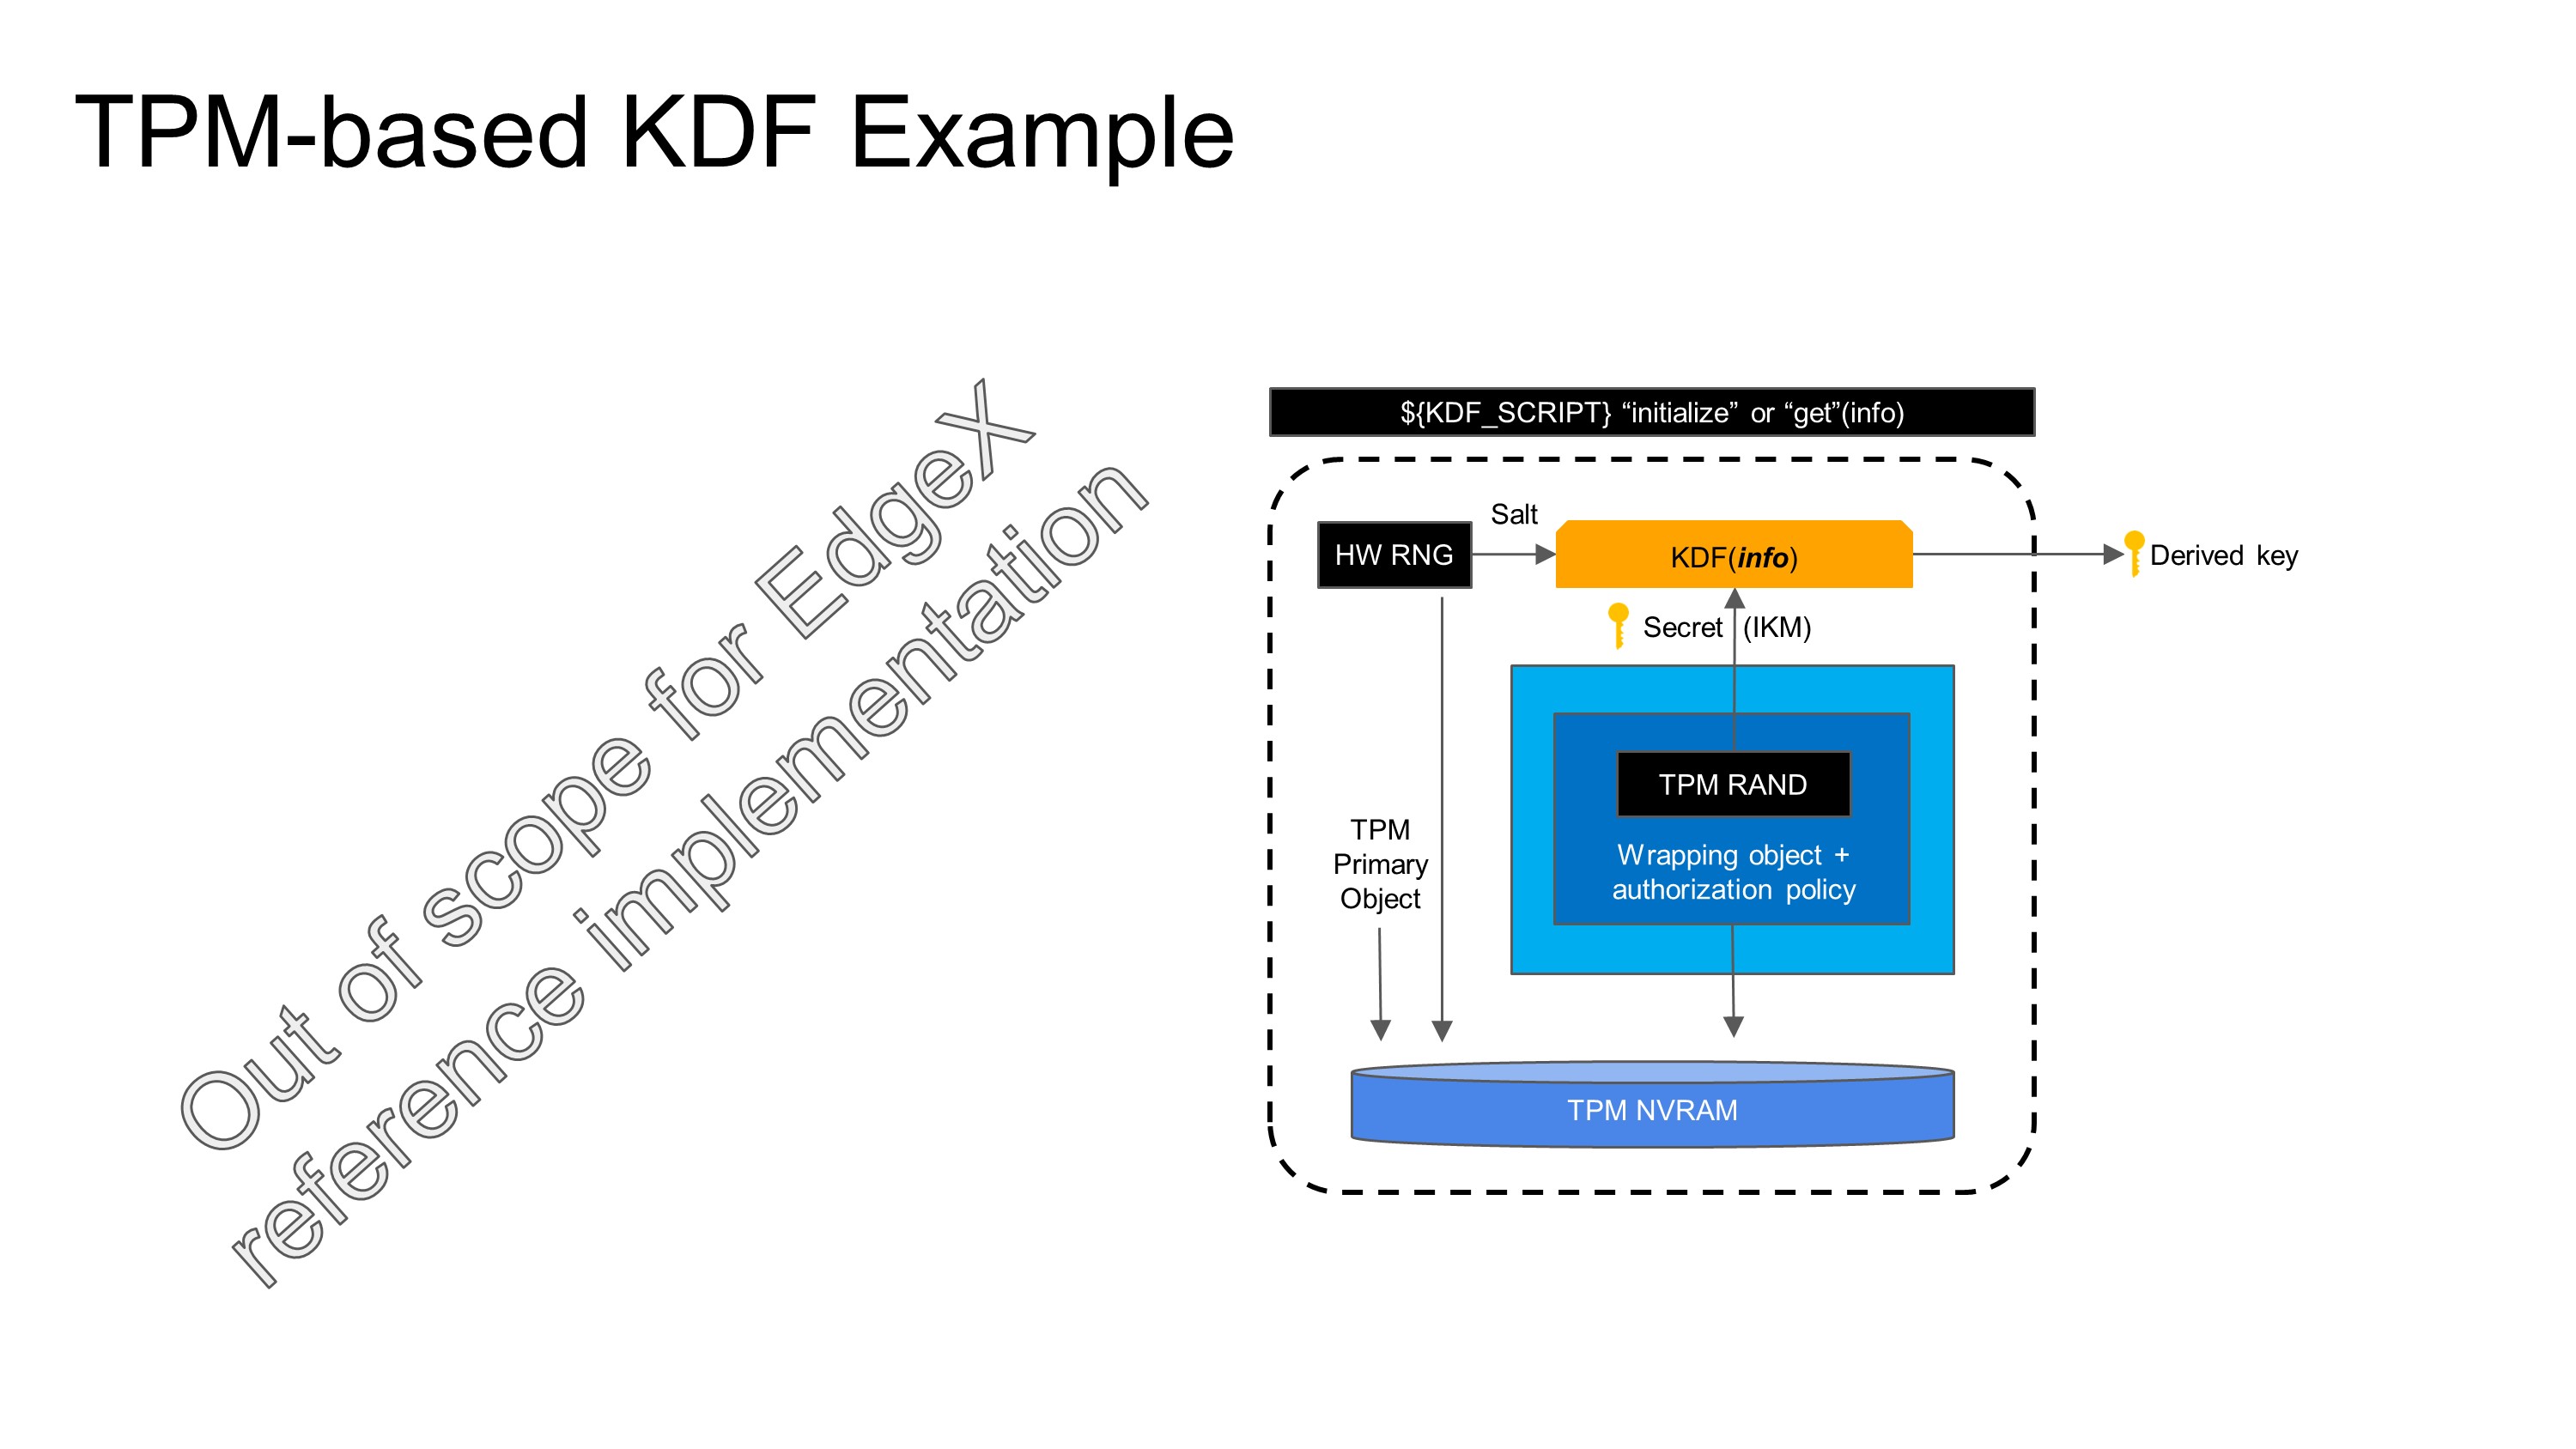 TPM-based KDF Example
Out of scope for EdgeX
reference implementation
${KDF_SCRIPT} “initialize” or “get”(info)
Salt
HW RNG
KDF(info)
Derived key
Secret (IKM)
TPM RAND
Wrapping object +
authorization policy
TPM
Primary
Object
TPM NVRAM